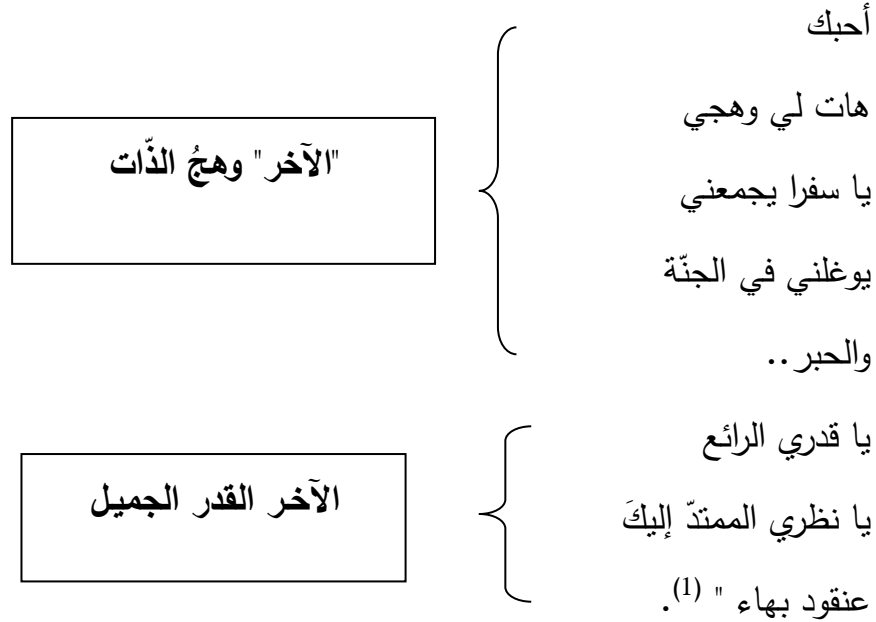 أحبك
هات لي وهجي
"الآخر" وهجُ الذّات
يا سفرا يجمعني
يوغلني في الجنّة
والحبر..
يا قدري الرائع
الآخر القدر الجميل
يا نظري الممتدّ إليكَ
عنقود بهاء " (1).